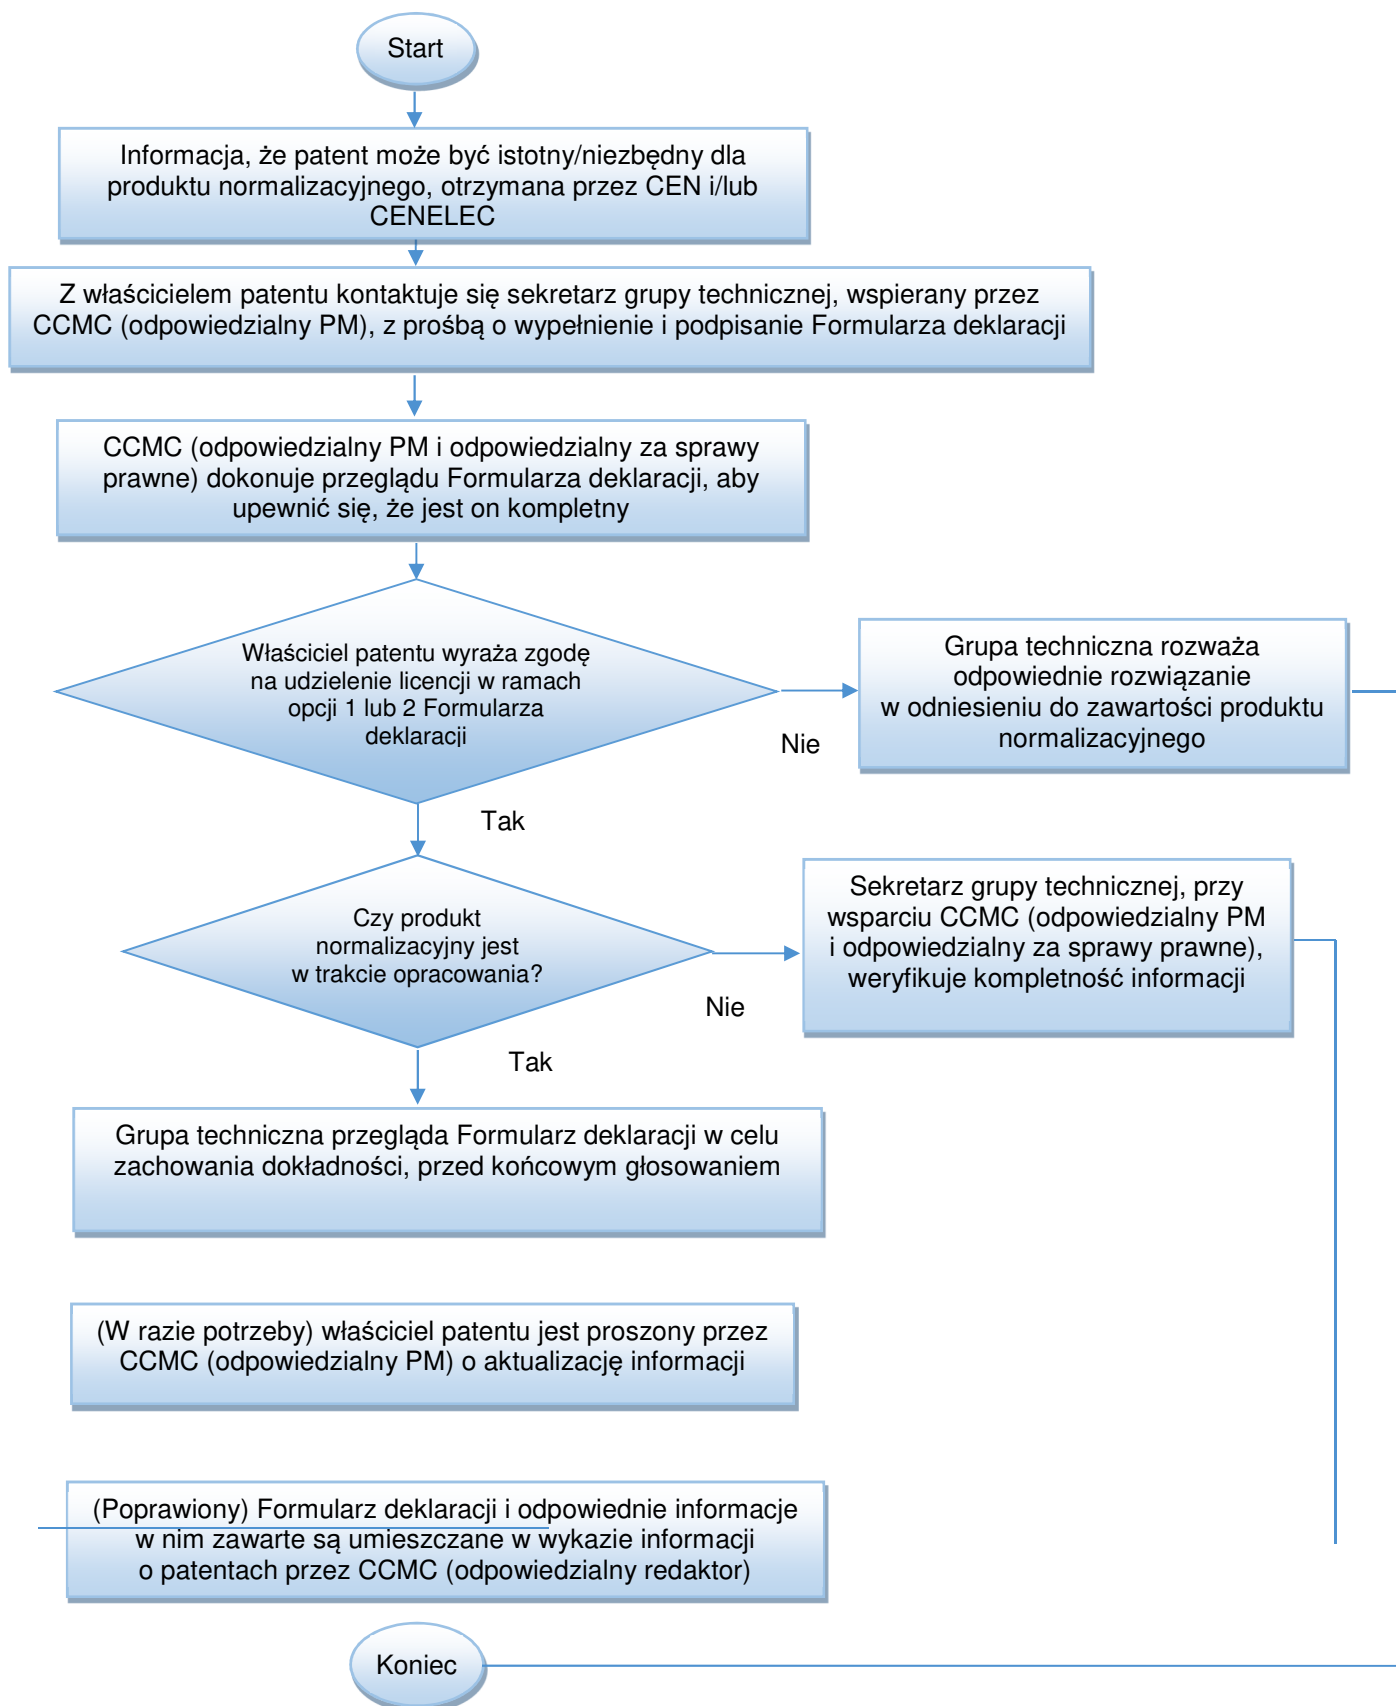 Start
Informacja, że patent może być istotny/niezbędny dla
produktu normalizacyjnego, otrzymana przez CEN i/lub
CENELEC
Z właścicielem patentu kontaktuje się sekretarz grupy technicznej, wspierany przez
CCMC (odpowiedzialny PM), z prośbą o wypełnienie i podpisanie Formularza deklaracji
CCMC (odpowiedzialny PM i odpowiedzialny za sprawy
prawne) dokonuje przeglądu Formularza deklaracji, aby
upewnić się, że jest on kompletny
Właściciel patentu wyraża zgodę
na udzielenie licencji w ramach
opcji 1 lub 2 Formularza
deklaracji
Nie
Grupa techniczna rozważa
odpowiednie rozwiązanie
w odniesieniu do zawartości produktu
normalizacyjnego
Tak
Czy produkt
normalizacyjny jest
w trakcie opracowania?
Nie
Sekretarz grupy technicznej, przy
wsparciu CCMC (odpowiedzialny PM
i odpowiedzialny za sprawy prawne),
weryfikuje kompletność informacji
Tak
Grupa techniczna przegląda Formularz deklaracji w celu
zachowania dokładności, przed końcowym głosowaniem
(W razie potrzeby) właściciel patentu jest proszony przez
CCMC (odpowiedzialny PM) o aktualizację informacji
(Poprawiony) Formularz deklaracji i odpowiednie informacje
w nim zawarte są umieszczane w wykazie informacji
o patentach przez CCMC (odpowiedzialny redaktor)
Koniec